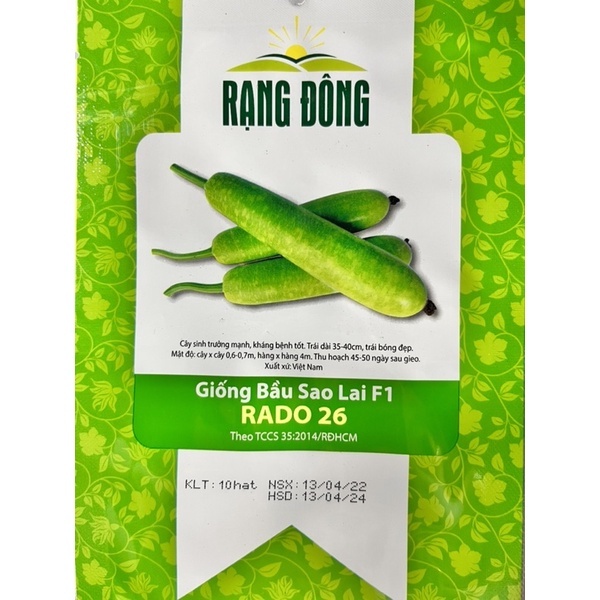 RẠNG ĐÔNG
Cây sinh trưởng mạnh, kháng bệnh tốt. Trái dài 35-40cm, trái bóng đẹp.
Mật độ: cây x cây 0,6-0,7m, hàng x hàng 4m. Thu hoạch 45-50 ngày sau gieo.
Xuất xứ: Việt Nam
Giống Bầu Sao Lai F1
RADO 26
Theo TCCS 35:2014/RĐHCM
KLT: 10hat NSX: 13/04/22
HSD: 13/04/24